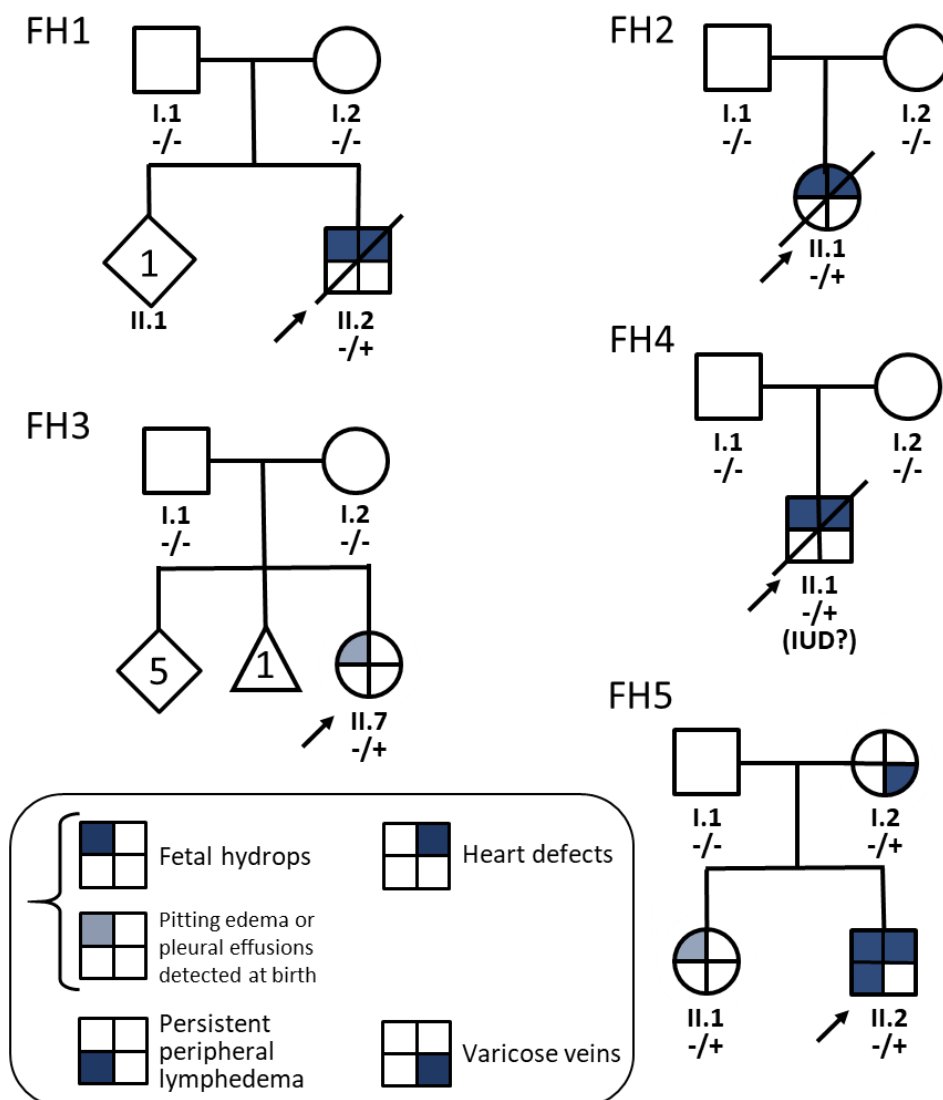 FH1
I.1
-/-
I.2
-/-
1
II.1
II.2
-/+
FH2
I.1
-/-
I.2
-/-
II.1
-/+
FH3
I.1
-/-
I.2
-/-
5
1
II.7
-/+
FH4
I.1
-/-
I.2
-/-
II.1
-/+
(IUD?)
FH5
I.1
-/-
I.2
-/+
II.1
-/+
II.2
-/+
Fetal hydrops
Heart defects
Pitting edema or
pleural effusions
detected at birth
Persistent
peripheral
lymphedema
Varicose veins